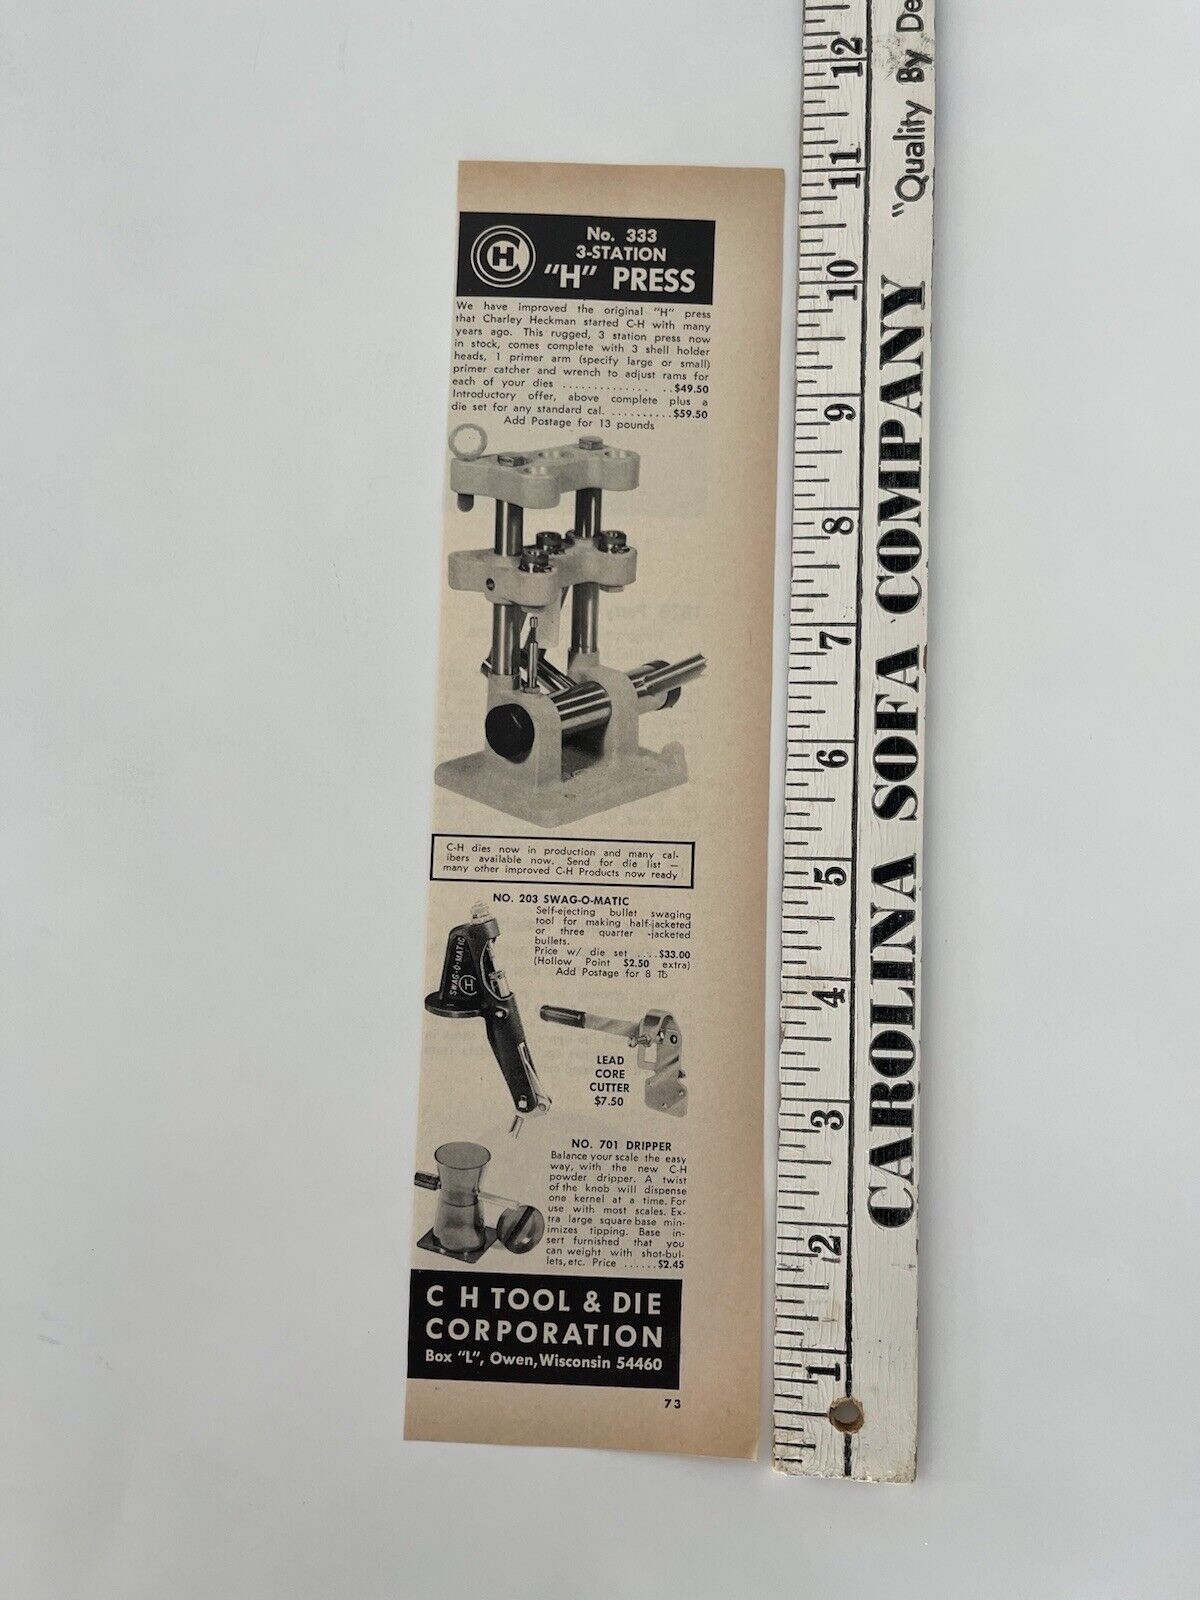 H
No. 333
3-STATION
"H" PRESS
We have improved the original "H" press
that Charley Heckman started C-H with many
years ago. This rugged, 3 station press now
in stock, comes complete with 3 shell holder
heads, 1 primer arm (specify large or small)
primer catcher and wrench to adjust rams for
each of your dies .............. ..$49.50
Introductory offer, above complete plus a
die set for any standard cal. ..........$59.50
Add Postage for 13 pounds
C-H dies now in production and many cal-
ibers available now. Send for die list —
many other improved C-H Products now ready
NO. 203 SWAG-O-MATIC
Self-ejecting bullet swaging
tool for making half-jacketed
or three quarter -jacketed
bullets.
Price w/ die set ....$33.00
(Hollow Point $2.50 extra)
Add Postage for 8 lb
SWAG-O-MATIC
H
LEAD
CORE
CUTTER
$7.50
NO. 701 DRIPPER
Balance your scale the easy
way, with the new C-H
powder dripper. A twist
of the knob will dispense
one kernel at a time. For
use with most scales. Ex-
tra large square base min-
imizes tipping. Base in-
sert furnished that you
can weight with shot-bul-
lets, etc. Price ......$2.45
C H TOOL & DIE
CORPORATION
Box "L", Owen, Wisconsin 54460
73
12
11
10
9
8
7
6
5
4
3
2
1
CAROLINA SOFA COMPANY
"Quality By De